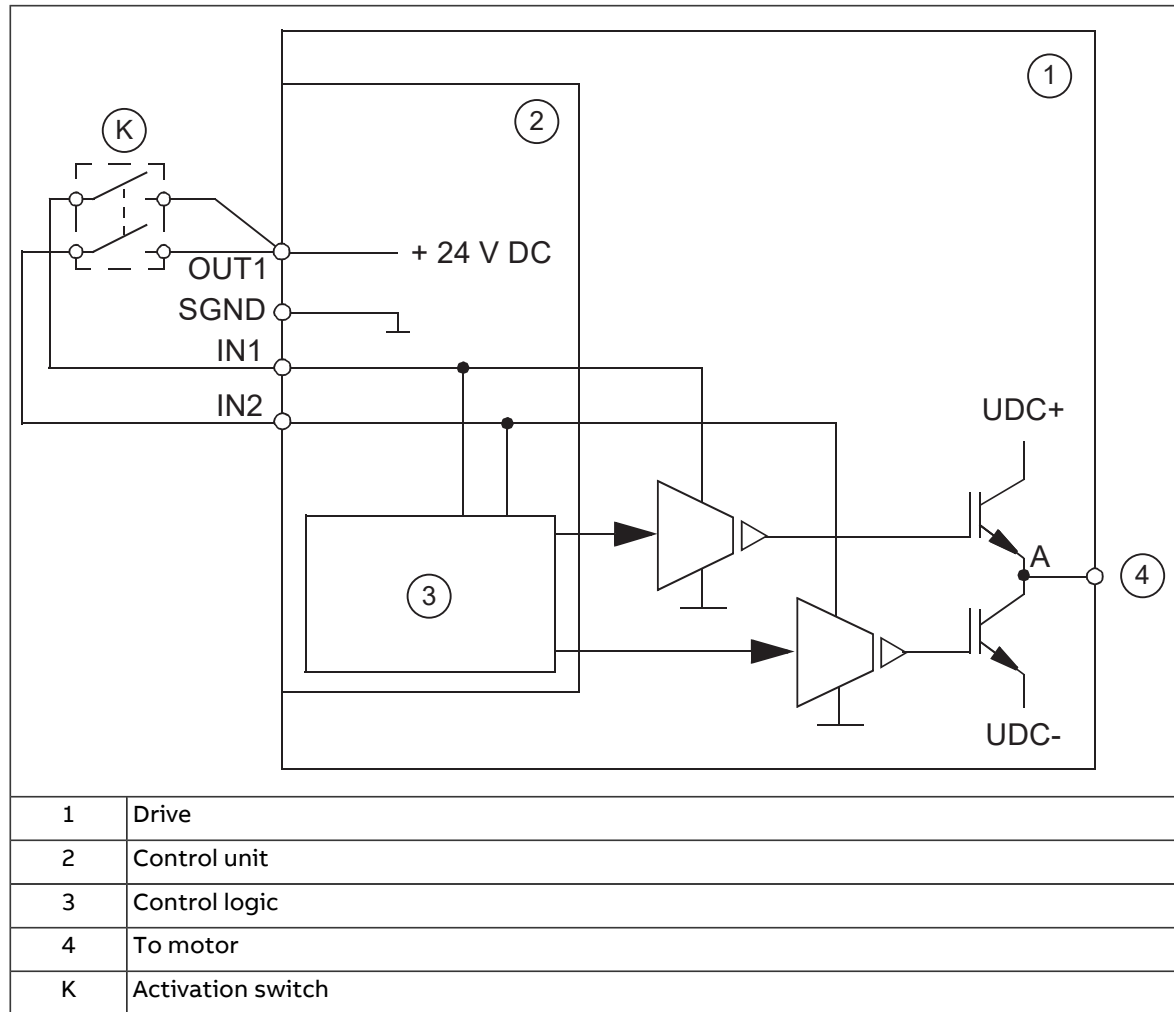 1
2
K
+ 24 V DC
OUT1
SGND
IN1
IN2
UDC+
A
3
4
UDC-
1 Drive
2 Control unit
3 Control logic
4 To motor
K Activation switch